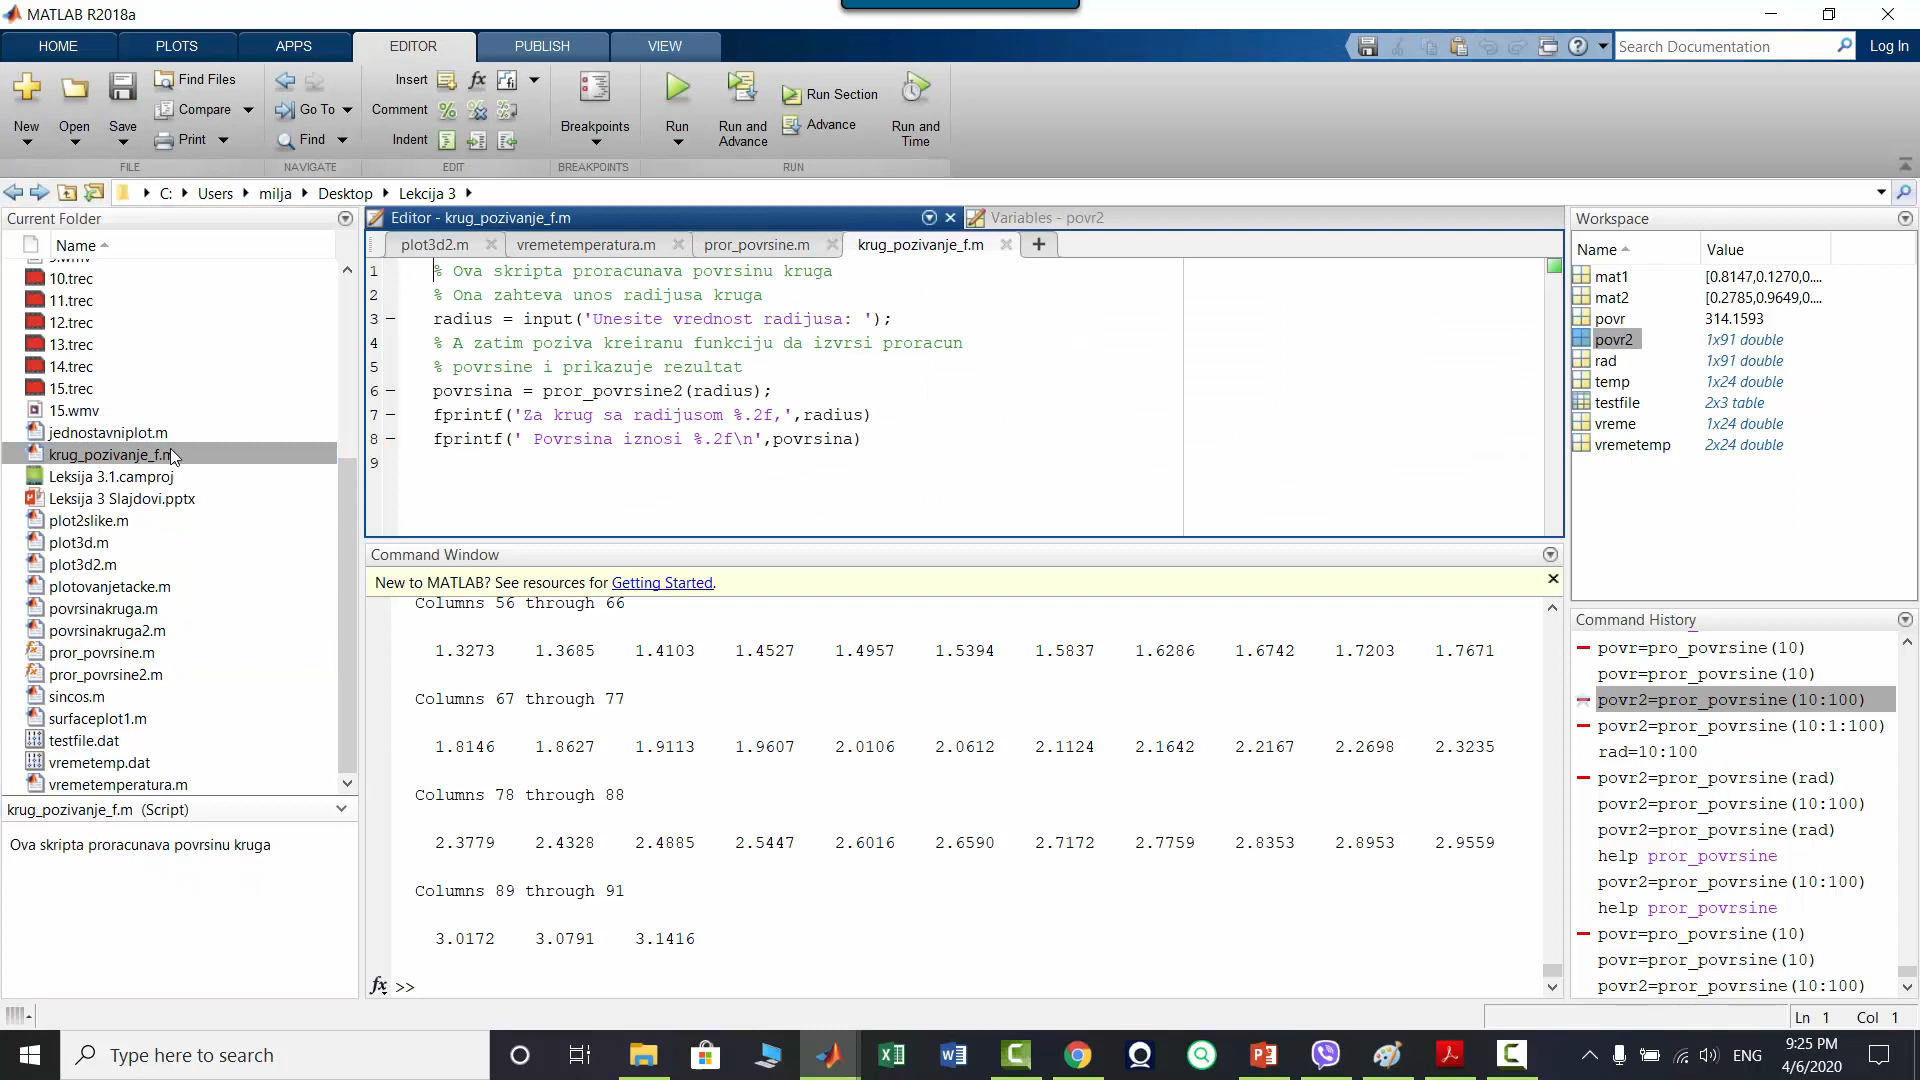 MATLAB R2018a
HOME PLOTS APPS EDITOR PUBLISH VIEW
Search Documentation Log In
Find Files Insert
Compare Go To Comment Run Section
Advance
New Open Save Print Find Indent Breakpoints Run Run and Advance Run and Time
FILE NAVIGATE EDIT BREAKPOINTS RUN
C: Users milja Desktop Lekcija 3
Current Folder
Name
9.wmv
10.trec
11.trec
12.trec
13.trec
14.trec
15.trec
15.wmv
jednostavniplot.m
krug_pozivanje_f.m
Leksija 3.1.camproj
Leksija 3 Slajdovi.pptx
plot2slike.m
plot3d.m
plot3d2.m
plotovanjetacke.m
povrsinakruga.m
povrsinakruga2.m
pror_povrsine.m
pror_povrsine2.m
sincos.m
surfaceplot1.m
testfile.dat
vremetemp.dat
vremetemperatura.m
krug_pozivanje_f.m (Script)
Ova skripta proracunava povrsinu kruga
Editor - krug_pozivanje_f.m
Variables - povr2
plot3d2.m vremetemperatura.m pror_povrsine.m krug_pozivanje_f.m
1 % Ova skripta proracunava povrsinu kruga
2 % Ona zahteva unos radijusa kruga
3 – radius = input('Unesite vrednost radijusa: ');
4 % A zatim poziva kreiranu funkciju da izvrsi proracun
5 % povrsine i prikazuje rezultat
6 – povrsina = pror_povrsine2(radius);
7 – fprintf('Za krug sa radijusom %.2f,',radius)
8 – fprintf(' Povrsina iznosi %.2f\n',povrsina)
9
Command Window
New to MATLAB? See resources for Getting Started.
Columns 56 through 66
1.3273 1.3685 1.4103 1.4527 1.4957 1.5394 1.5837 1.6286 1.6742 1.7203 1.7671
Columns 67 through 77
1.8146 1.8627 1.9113 1.9607 2.0106 2.0612 2.1124 2.1642 2.2167 2.2698 2.3235
Columns 78 through 88
2.3779 2.4328 2.4885 2.5447 2.6016 2.6590 2.7172 2.7759 2.8353 2.8953 2.9559
Columns 89 through 91
3.0172 3.0791 3.1416
fx >>
Workspace
Name Value
mat1 [0.8147,0.1270,0....
mat2 [0.2785,0.9649,0....
povr 314.1593
povr2 1x91 double
rad 1x91 double
temp 1x24 double
testfile 2x3 table
vreme 1x24 double
vremetemp 2x24 double
Command History
povr=pro_povrsine(10)
povr=pror_povrsine(10)
povr2=pror_povrsine(10:100)
povr2=pror_povrsine(10:1:100)
rad=10:100
povr2=pror_povrsine(rad)
povr2=pror_povrsine(10:100)
povr2=pror_povrsine(rad)
help pror_povrsine
povr2=pror_povrsine(10:100)
help pror_povrsine
povr=pro_povrsine(10)
povr=pror_povrsine(10)
povr2=pror_povrsine(10:100)
Ln 1 Col 1
Type here to search
ENG
9:25 PM
4/6/2020